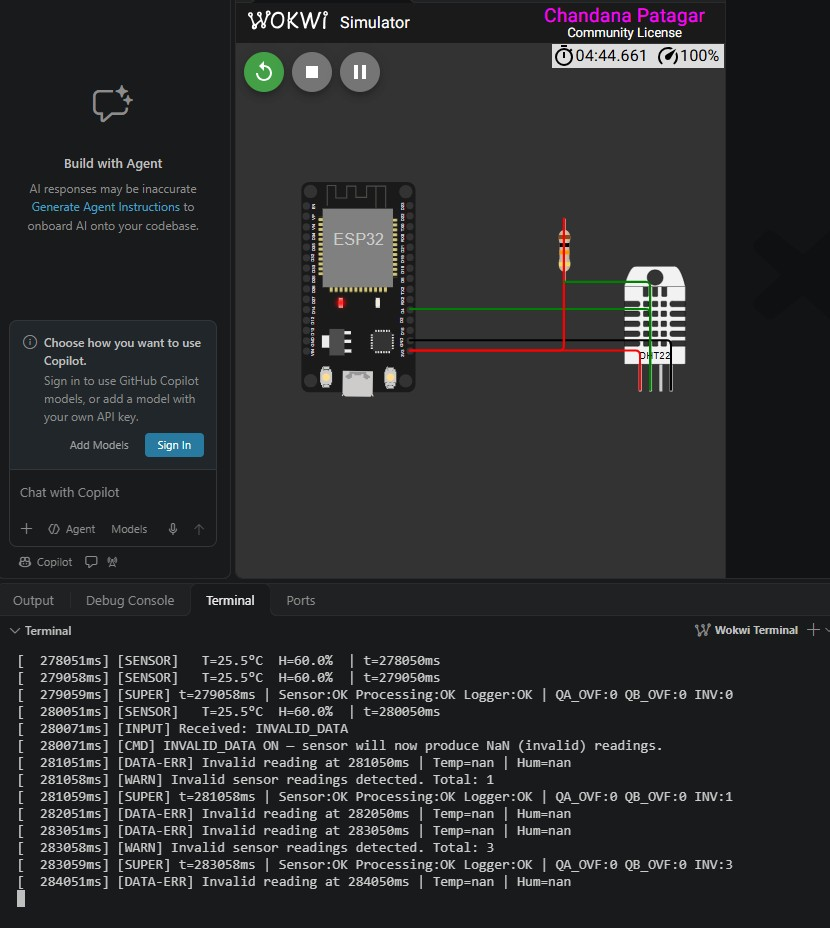 Build with Agent
AI responses may be inaccurate
Generate Agent Instructions to
onboard AI onto your codebase.
Choose how you want to use
Copilot.
Sign in to use GitHub Copilot
models, or add a model with
your own API key.
Add Models
Sign In
Chat with Copilot
Agent
Models
Copilot
WOKWi Simulator
Chandana Patagar
Community License
04:44.661
100%
ESP32
DHT22
Output
Debug Console
Terminal
Ports
Terminal
Wokwi Terminal
[  278051ms] [SENSOR]   T=25.5°C  H=60.0%  | t=278050ms
[  279058ms] [SENSOR]   T=25.5°C  H=60.0%  | t=279050ms
[  279059ms] [SUPER] t=279058ms | Sensor:OK Processing:OK Logger:OK | QA_OVF:0 QB_OVF:0 INV:0
[  280051ms] [SENSOR]   T=25.5°C  H=60.0%  | t=280050ms
[  280071ms] [INPUT] Received: INVALID_DATA
[  280071ms] [CMD] INVALID_DATA ON — sensor will now produce NaN (invalid) readings.
[  281051ms] [DATA-ERR] Invalid reading at 281050ms | Temp=nan | Hum=nan
[  281058ms] [WARN] Invalid sensor readings detected. Total: 1
[  281059ms] [SUPER] t=281058ms | Sensor:OK Processing:OK Logger:OK | QA_OVF:0 QB_OVF:0 INV:1
[  282051ms] [DATA-ERR] Invalid reading at 282050ms | Temp=nan | Hum=nan
[  283051ms] [DATA-ERR] Invalid reading at 283050ms | Temp=nan | Hum=nan
[  283058ms] [WARN] Invalid sensor readings detected. Total: 3
[  283059ms] [SUPER] t=283058ms | Sensor:OK Processing:OK Logger:OK | QA_OVF:0 QB_OVF:0 INV:3
[  284051ms] [DATA-ERR] Invalid reading at 284050ms | Temp=nan | Hum=nan